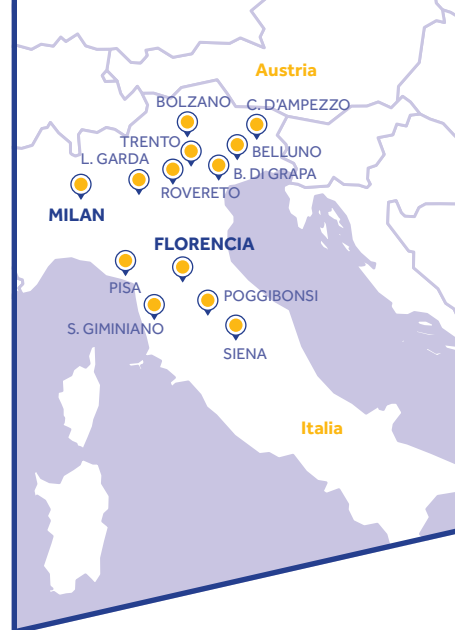 Austria
BOLZANO
C. D'AMPEZZO
TRENTO
BELLUNO
L. GARDA
B. DI GRAPA
ROVERETO
MILAN
FLORENCIA
PISA
POGGIBONSI
S. GIMINIANO
SIENA
Italia